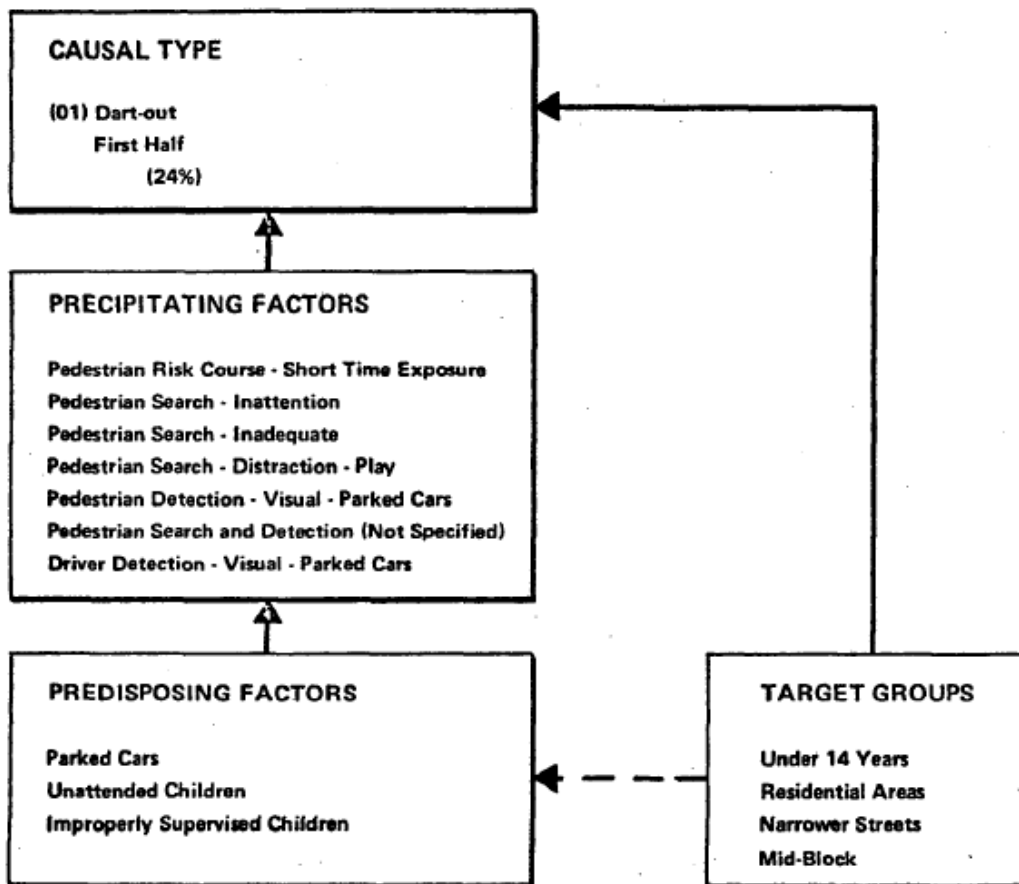 CAUSAL TYPE
(01) Dart-out
First Half
(24%)
PRECIPITATING FACTORS
Pedestrian Risk Course - Short Time Exposure
Pedestrian Search - Inattention
Pedestrian Search - Inadequate
Pedestrian Search - Distraction - Play
Pedestrian Detection - Visual - Parked Cars
Pedestrian Search and Detection (Not Specified)
Driver Detection - Visual - Parked Cars
PREDISPOSING FACTORS
Parked Cars
Unattended Children
Improperly Supervised Children
TARGET GROUPS
Under 14 Years
Residential Areas
Narrower Streets
Mid-Block